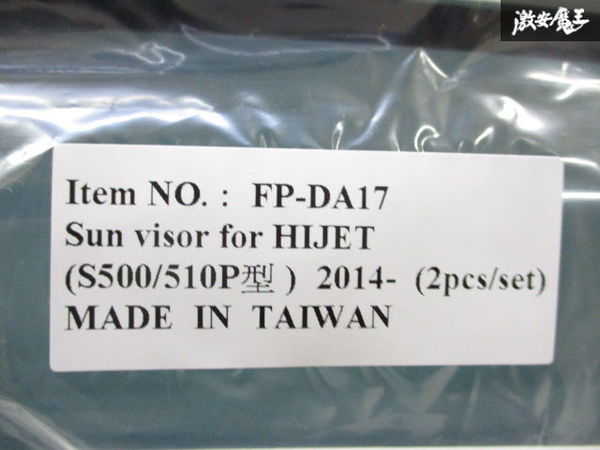 激安魔王
Item NO. : FP-DA17
Sun visor for HIJET
(S500/510P型 ) 2014- (2pcs/set)
MADE IN TAIWAN